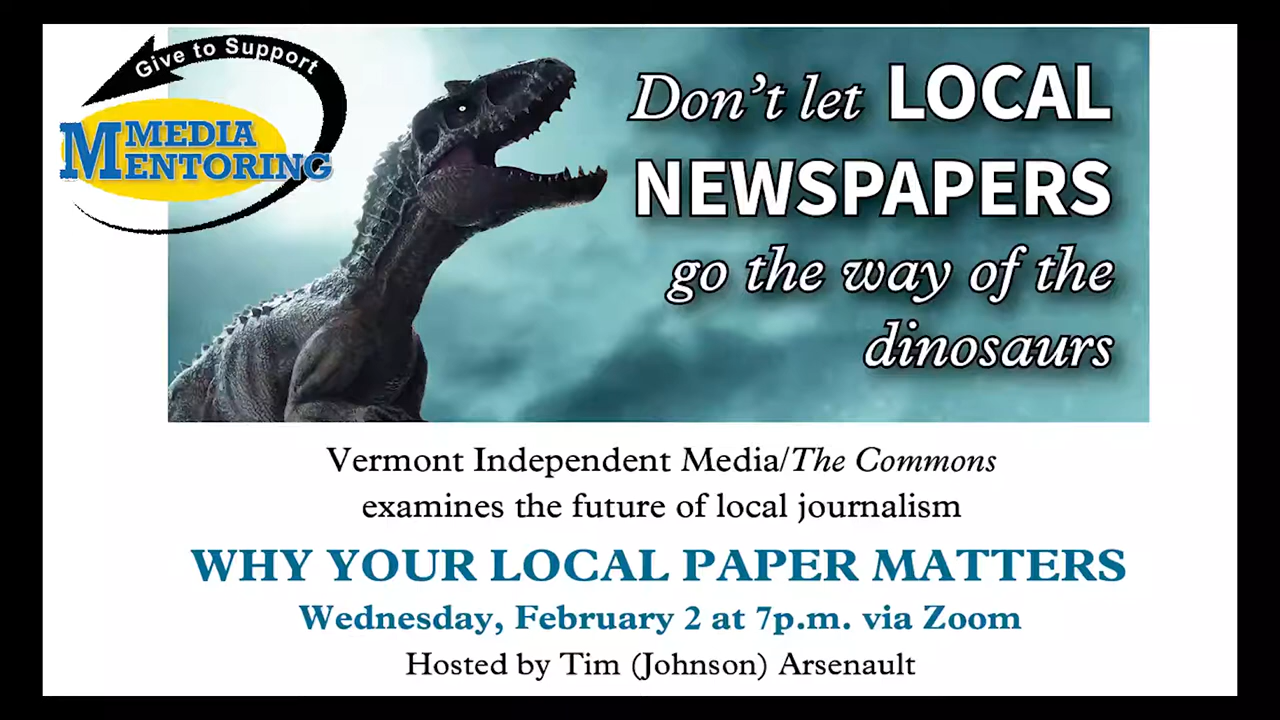 Give to Support
MEDIA
MENTORING
Don't let LOCAL
NEWSPAPERS
go the way of the
dinosaurs
Vermont Independent Media/The Commons
examines the future of local journalism
WHY YOUR LOCAL PAPER MATTERS
Wednesday, February 2 at 7p.m. via Zoom
Hosted by Tim (Johnson) Arsenault